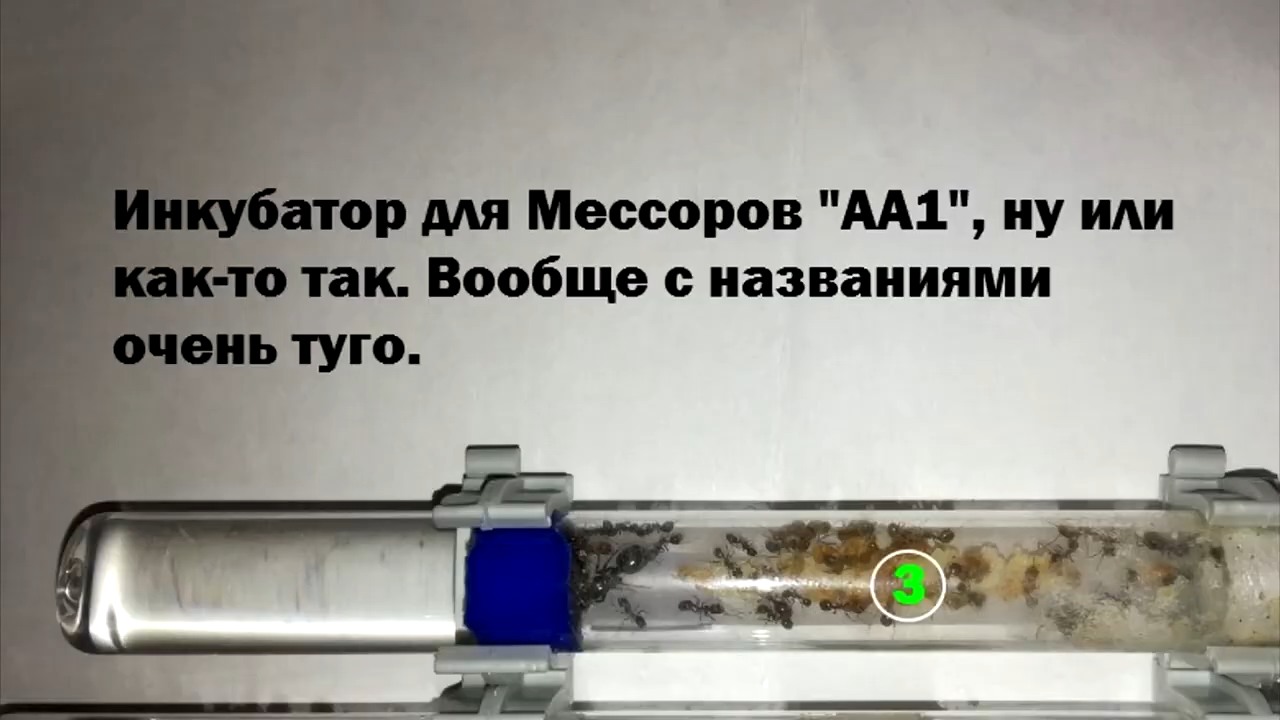 Инкубатор для Мессоров "АА1", ну или
как-то так. Вообще с названиями
очень туго.
3